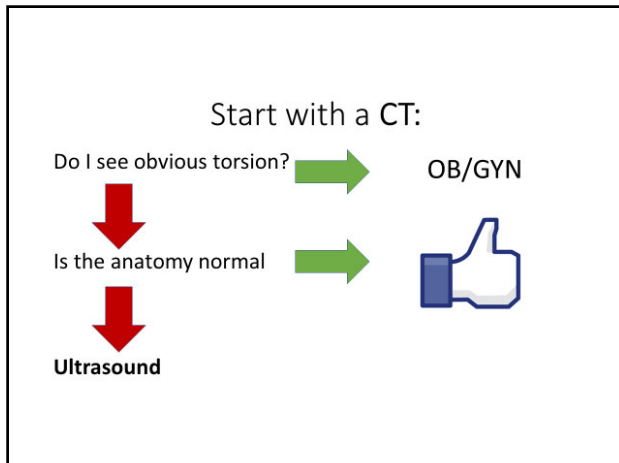 Start with a CT:
Do I see obvious torsion?
OB/GYN
Is the anatomy normal
Ultrasound